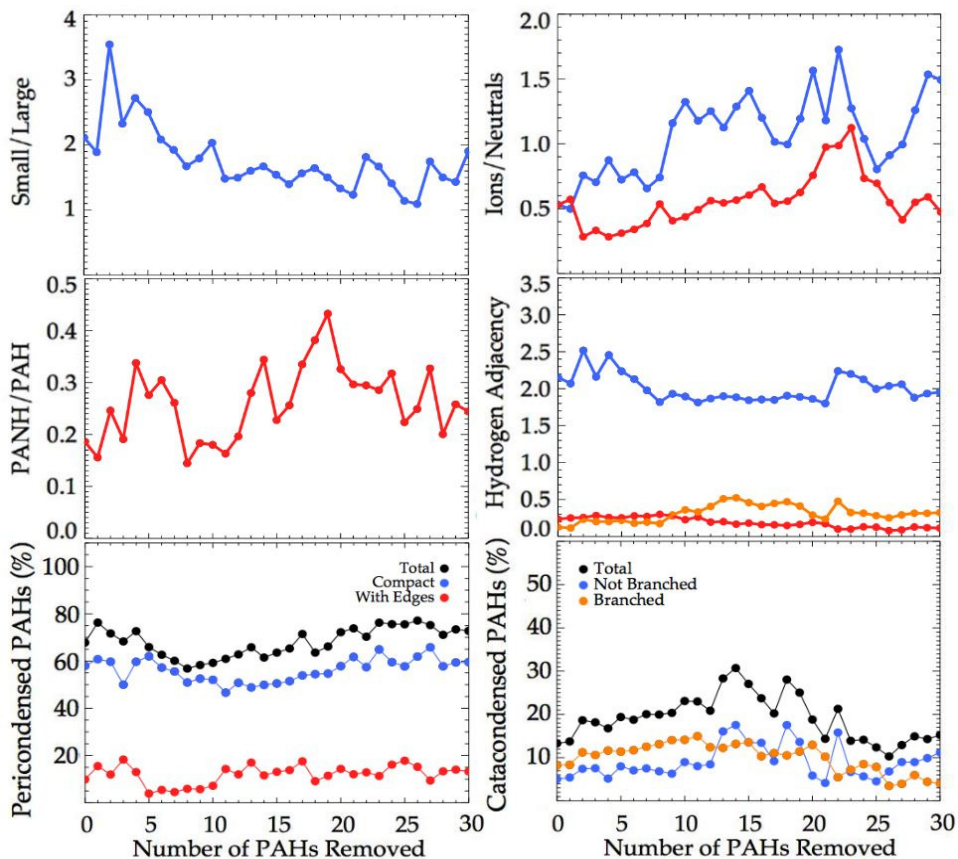 4
3
2
1
Small/Large
1.5
1.0
0.5
Ions/Neutrals
0.5
0.4
0.3
0.2
0.1
0.0
PANH/PAH
3.5
3.0
2.5
2.0
1.5
1.0
0.5
0.0
Hydrogen Adjacency
100
80
60
40
20
Pericondensed PAHs (%)
Total
Compact
With Edges
0 5 10 15 20 25 30
Number of PAHs Removed
50
40
30
20
10
Catacondensed PAHs (%)
Total
Not Branched
Branched
0 5 10 15 20 25 30
Number of PAHs Removed